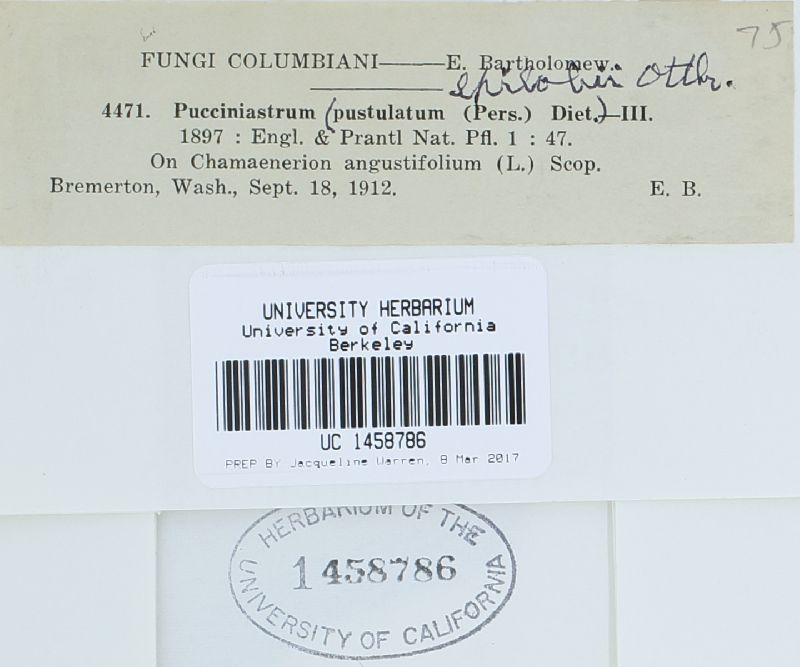 75
FUNGI COLUMBIANI——E. Bartholomew.
epilobii Otth.
4471. Pucciniastrum (pustulatum (Pers.) Diet.)—III.
1897 : Engl. & Prantl Nat. Pfl. 1 : 47.
On Chamaenerion angustifolium (L.) Scop.
Bremerton, Wash., Sept. 18, 1912. E. B.
UNIVERSITY HERBARIUM
University of California
Berkeley
UC 1458786
PREP BY Jacqueline Warren, 8 Mar 2017
HERBARIUM OF THE
1458786
UNIVERSITY OF CALIFORNIA